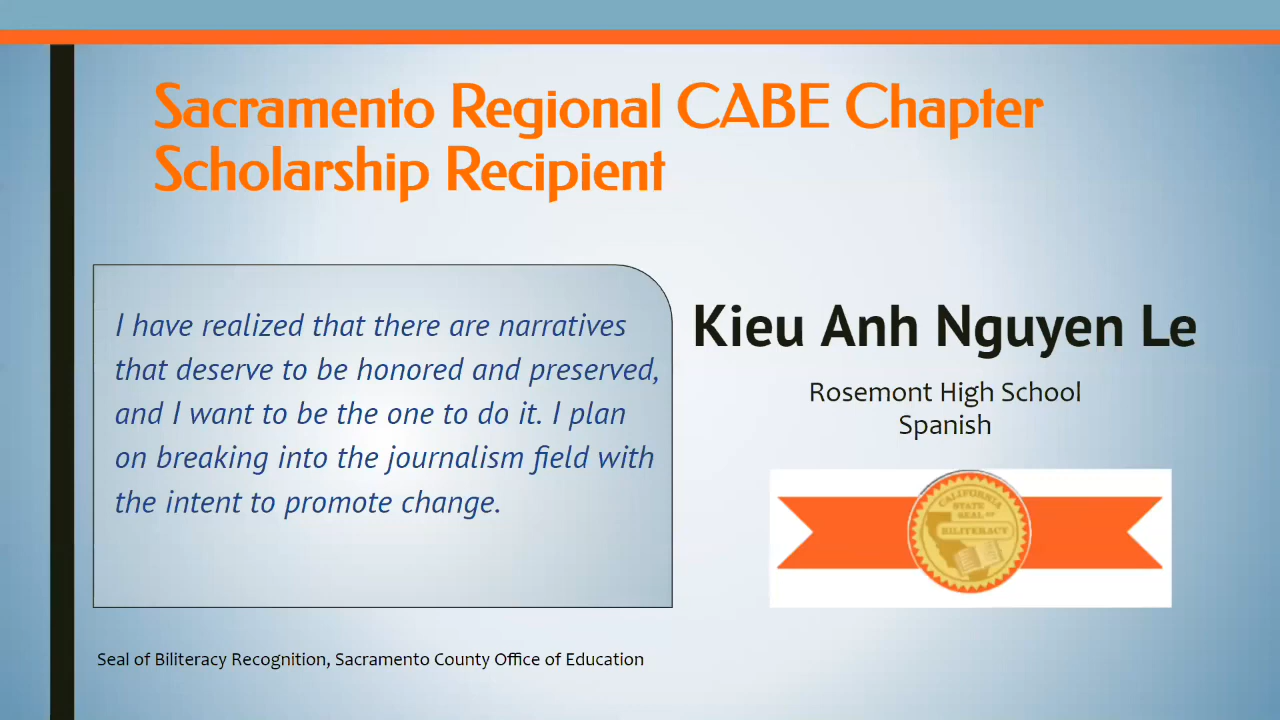 Sacramento Regional CABE Chapter
Scholarship Recipient
I have realized that there are narratives
that deserve to be honored and preserved,
and I want to be the one to do it. I plan
on breaking into the journalism field with
the intent to promote change.
Kieu Anh Nguyen Le
Rosemont High School
Spanish
CALIFORNIA
STATE
SEAL OF
BILITERACY
Seal of Biliteracy Recognition, Sacramento County Office of Education